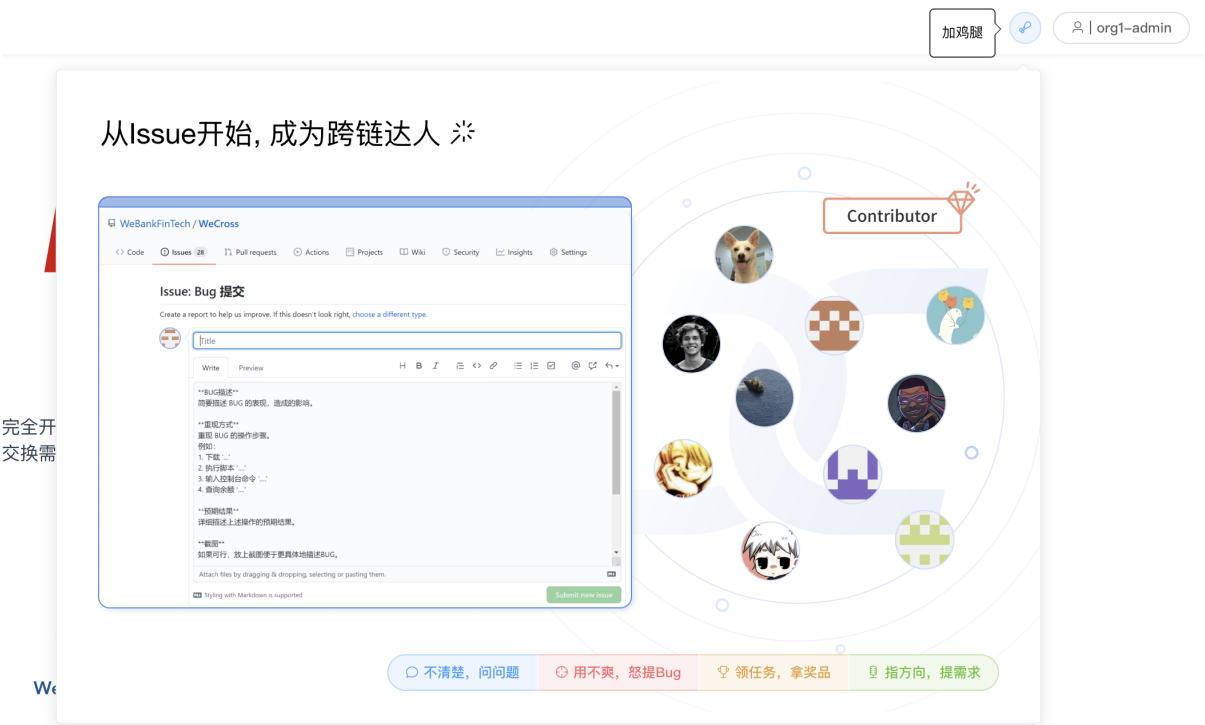 加鸡腿
org1-admin
从Issue开始, 成为跨链达人
WeBankFinTech / WeCross
Code Issues 28 Pull requests Actions Projects Wiki Security Insights Settings
Issue: Bug 提交
Create a report to help us improve. If this doesn't look right, choose a different type.
Title
Write Preview
**BUG描述**
简要描述 BUG 的表现，造成的影响。
**重现方式**
重现 BUG 的操作步骤。
例如：
1. 下载 '...'
2. 执行脚本 '...'
3. 输入控制台命令 '...'
4. 查询余额 '...'
**预期结果**
详细描述上述操作的预期结果。
**截图**
如果可行，放上截图便于更具体地描述BUG。
Attach files by dragging & dropping, selecting or pasting them.
Styling with Markdown is supported
Submit new issue
Contributor
完全开
交换需
We
不清楚，问问题
用不爽，怒提Bug
领任务，拿奖品
指方向，提需求